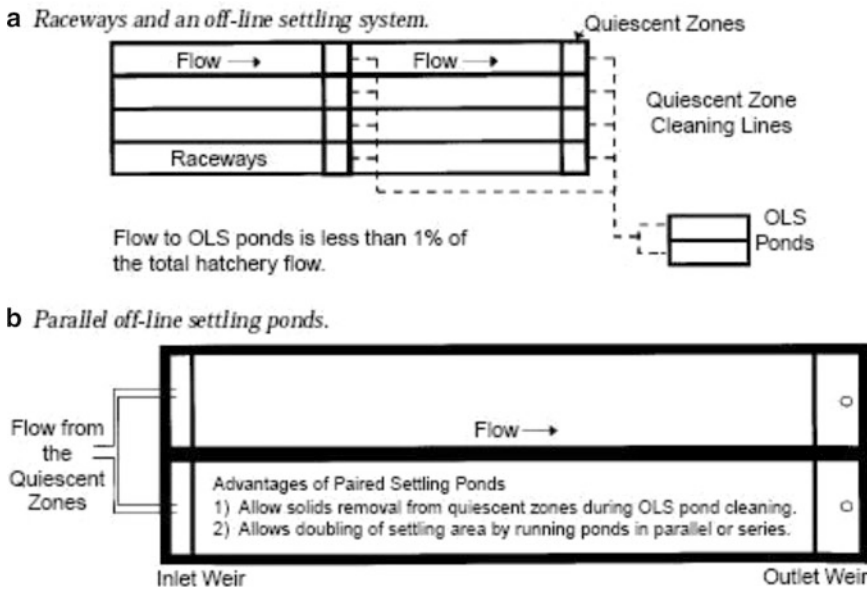 a Raceways and an off-line settling system.
Quiescent Zones
Flow → Flow →
Quiescent Zone
Cleaning Lines
Raceways
Flow to OLS ponds is less than 1% of
the total hatchery flow.
OLS
Ponds
b Parallel off-line settling ponds.
Flow from
the
Quiescent
Zones
Flow →
Advantages of Paired Settling Ponds
1) Allow solids removal from quiescent zones during OLS pond cleaning.
2) Allows doubling of settling area by running ponds in parallel or series.
Inlet Weir Outlet Weir